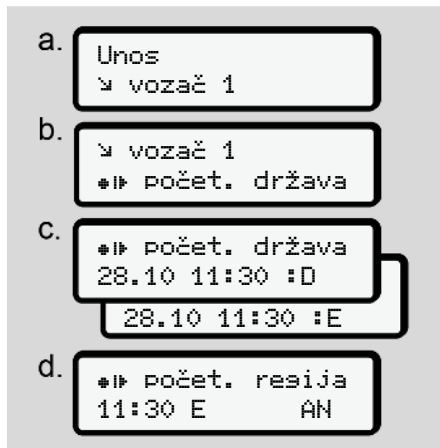 a.
Unos
vozač 1
b.
vozač 1
počet. država
c.
počet. država
28.10 11:30 :D
28.10 11:30 :E
d.
počet. regija
11:30 E AN